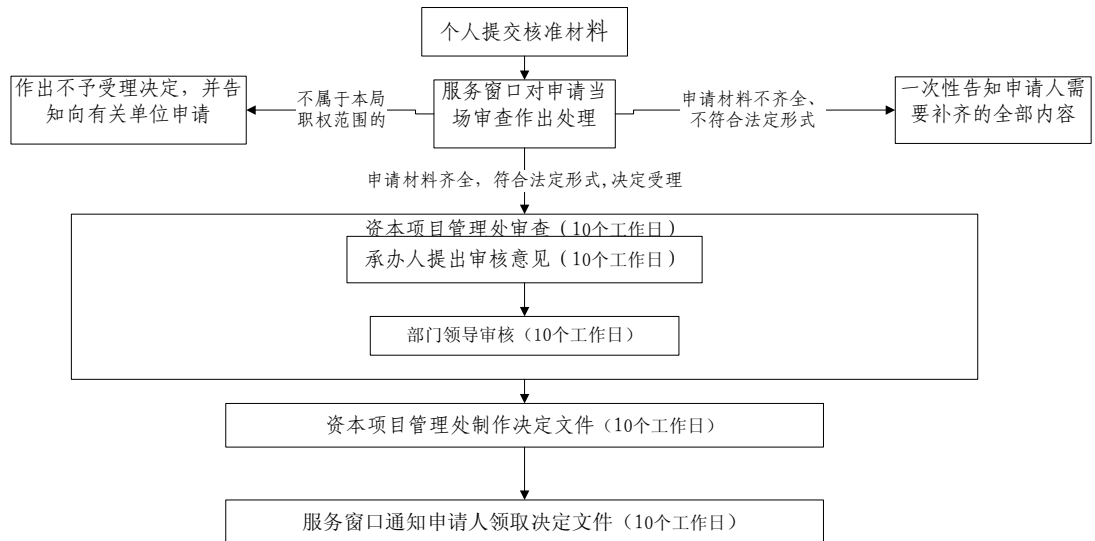 个人提交核准材料
作出不予受理决定，并告
知向有关单位申请
不属于本局
职权范围的
服务窗口对申请当
场审查作出处理
申请材料不齐全、
不符合法定形式
一次性告知申请人需
要补齐的全部内容
申请材料齐全，符合法定形式,决定受理
资本项目管理处审查（10个工作日）
承办人提出审核意见（10个工作日）
部门领导审核（10个工作日）
资本项目管理处制作决定文件（10个工作日）
服务窗口通知申请人领取决定文件（10个工作日）